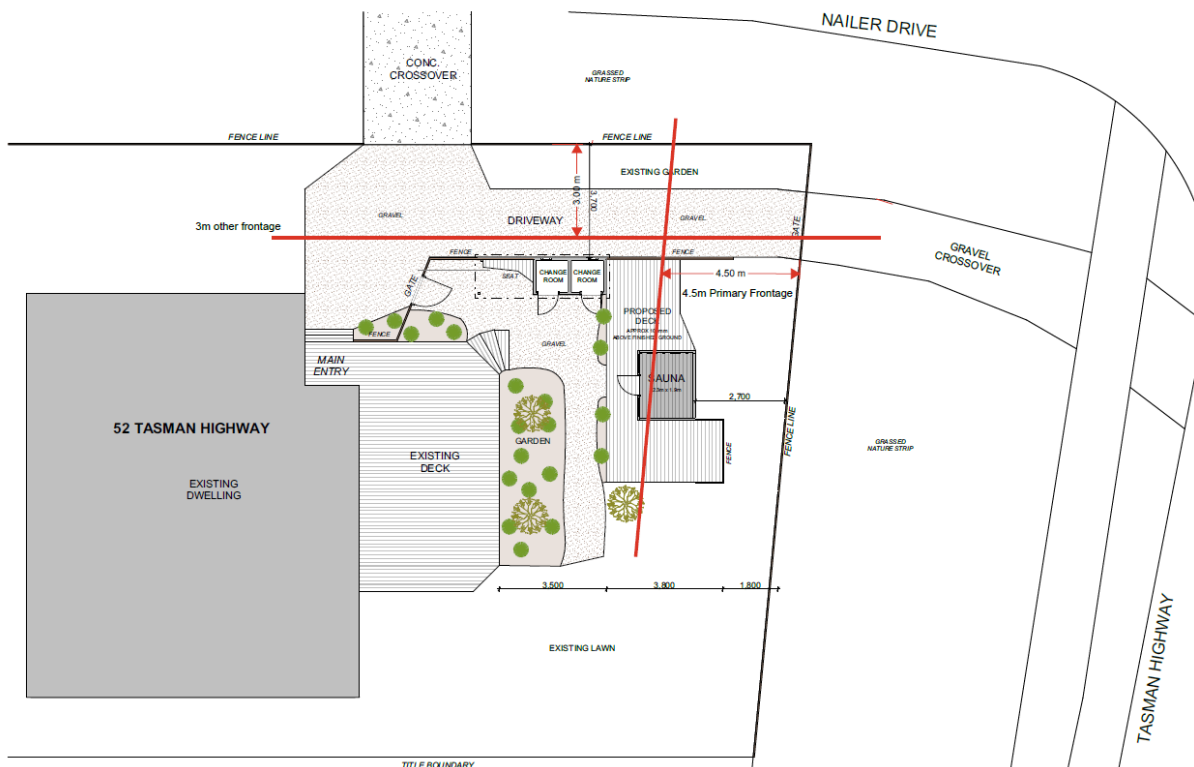 NAILER DRIVE
CONC.
CROSSOVER
GRASSED
NATURE STRIP
FENCE LINE
FENCE LINE
EXISTING GARDEN
3.00 m
3,700
GRAVEL
DRIVEWAY
GRAVEL
GATE
3m other frontage
FENCE
FENCE
GRAVEL
CROSSOVER
4.50 m
4.5m Primary Frontage
SEAT
CHANGE
ROOM
CHANGE
ROOM
GATE
PROPOSED
DECK
ABOVE FINISHED GROUND
FENCE
GRAVEL
MAIN
ENTRY
SAUNA
2,700
FENCE LINE
52 TASMAN HIGHWAY
EXISTING
DWELLING
EXISTING
DECK
GARDEN
FENCE
GRASSED
NATURE STRIP
3,500
3,800
1,800
EXISTING LAWN
TASMAN HIGHWAY
TITLE BOUNDARY